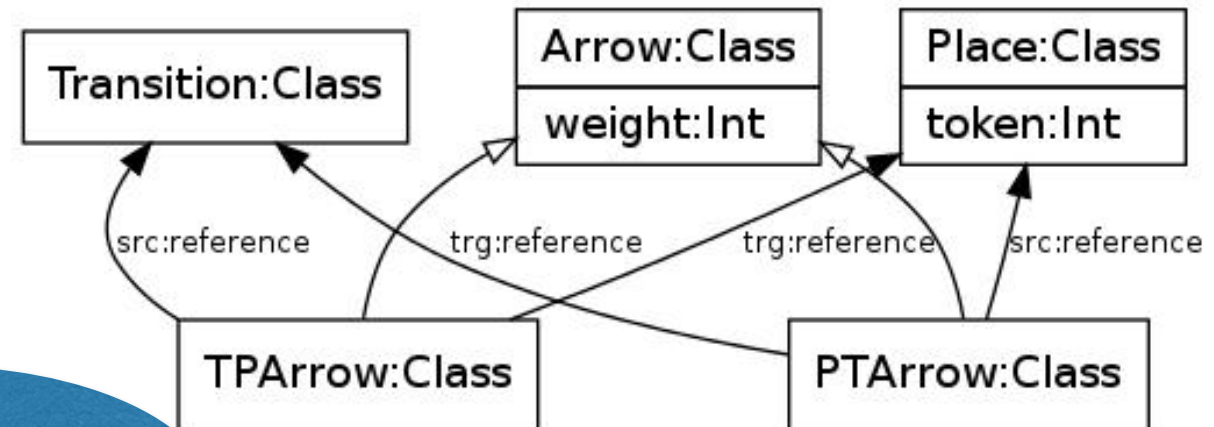 Transition:Class
Arrow:Class
weight:Int
Place:Class
token:Int
src:reference
trg:reference
trg:reference
src:reference
TPArrow:Class
PTArrow:Class